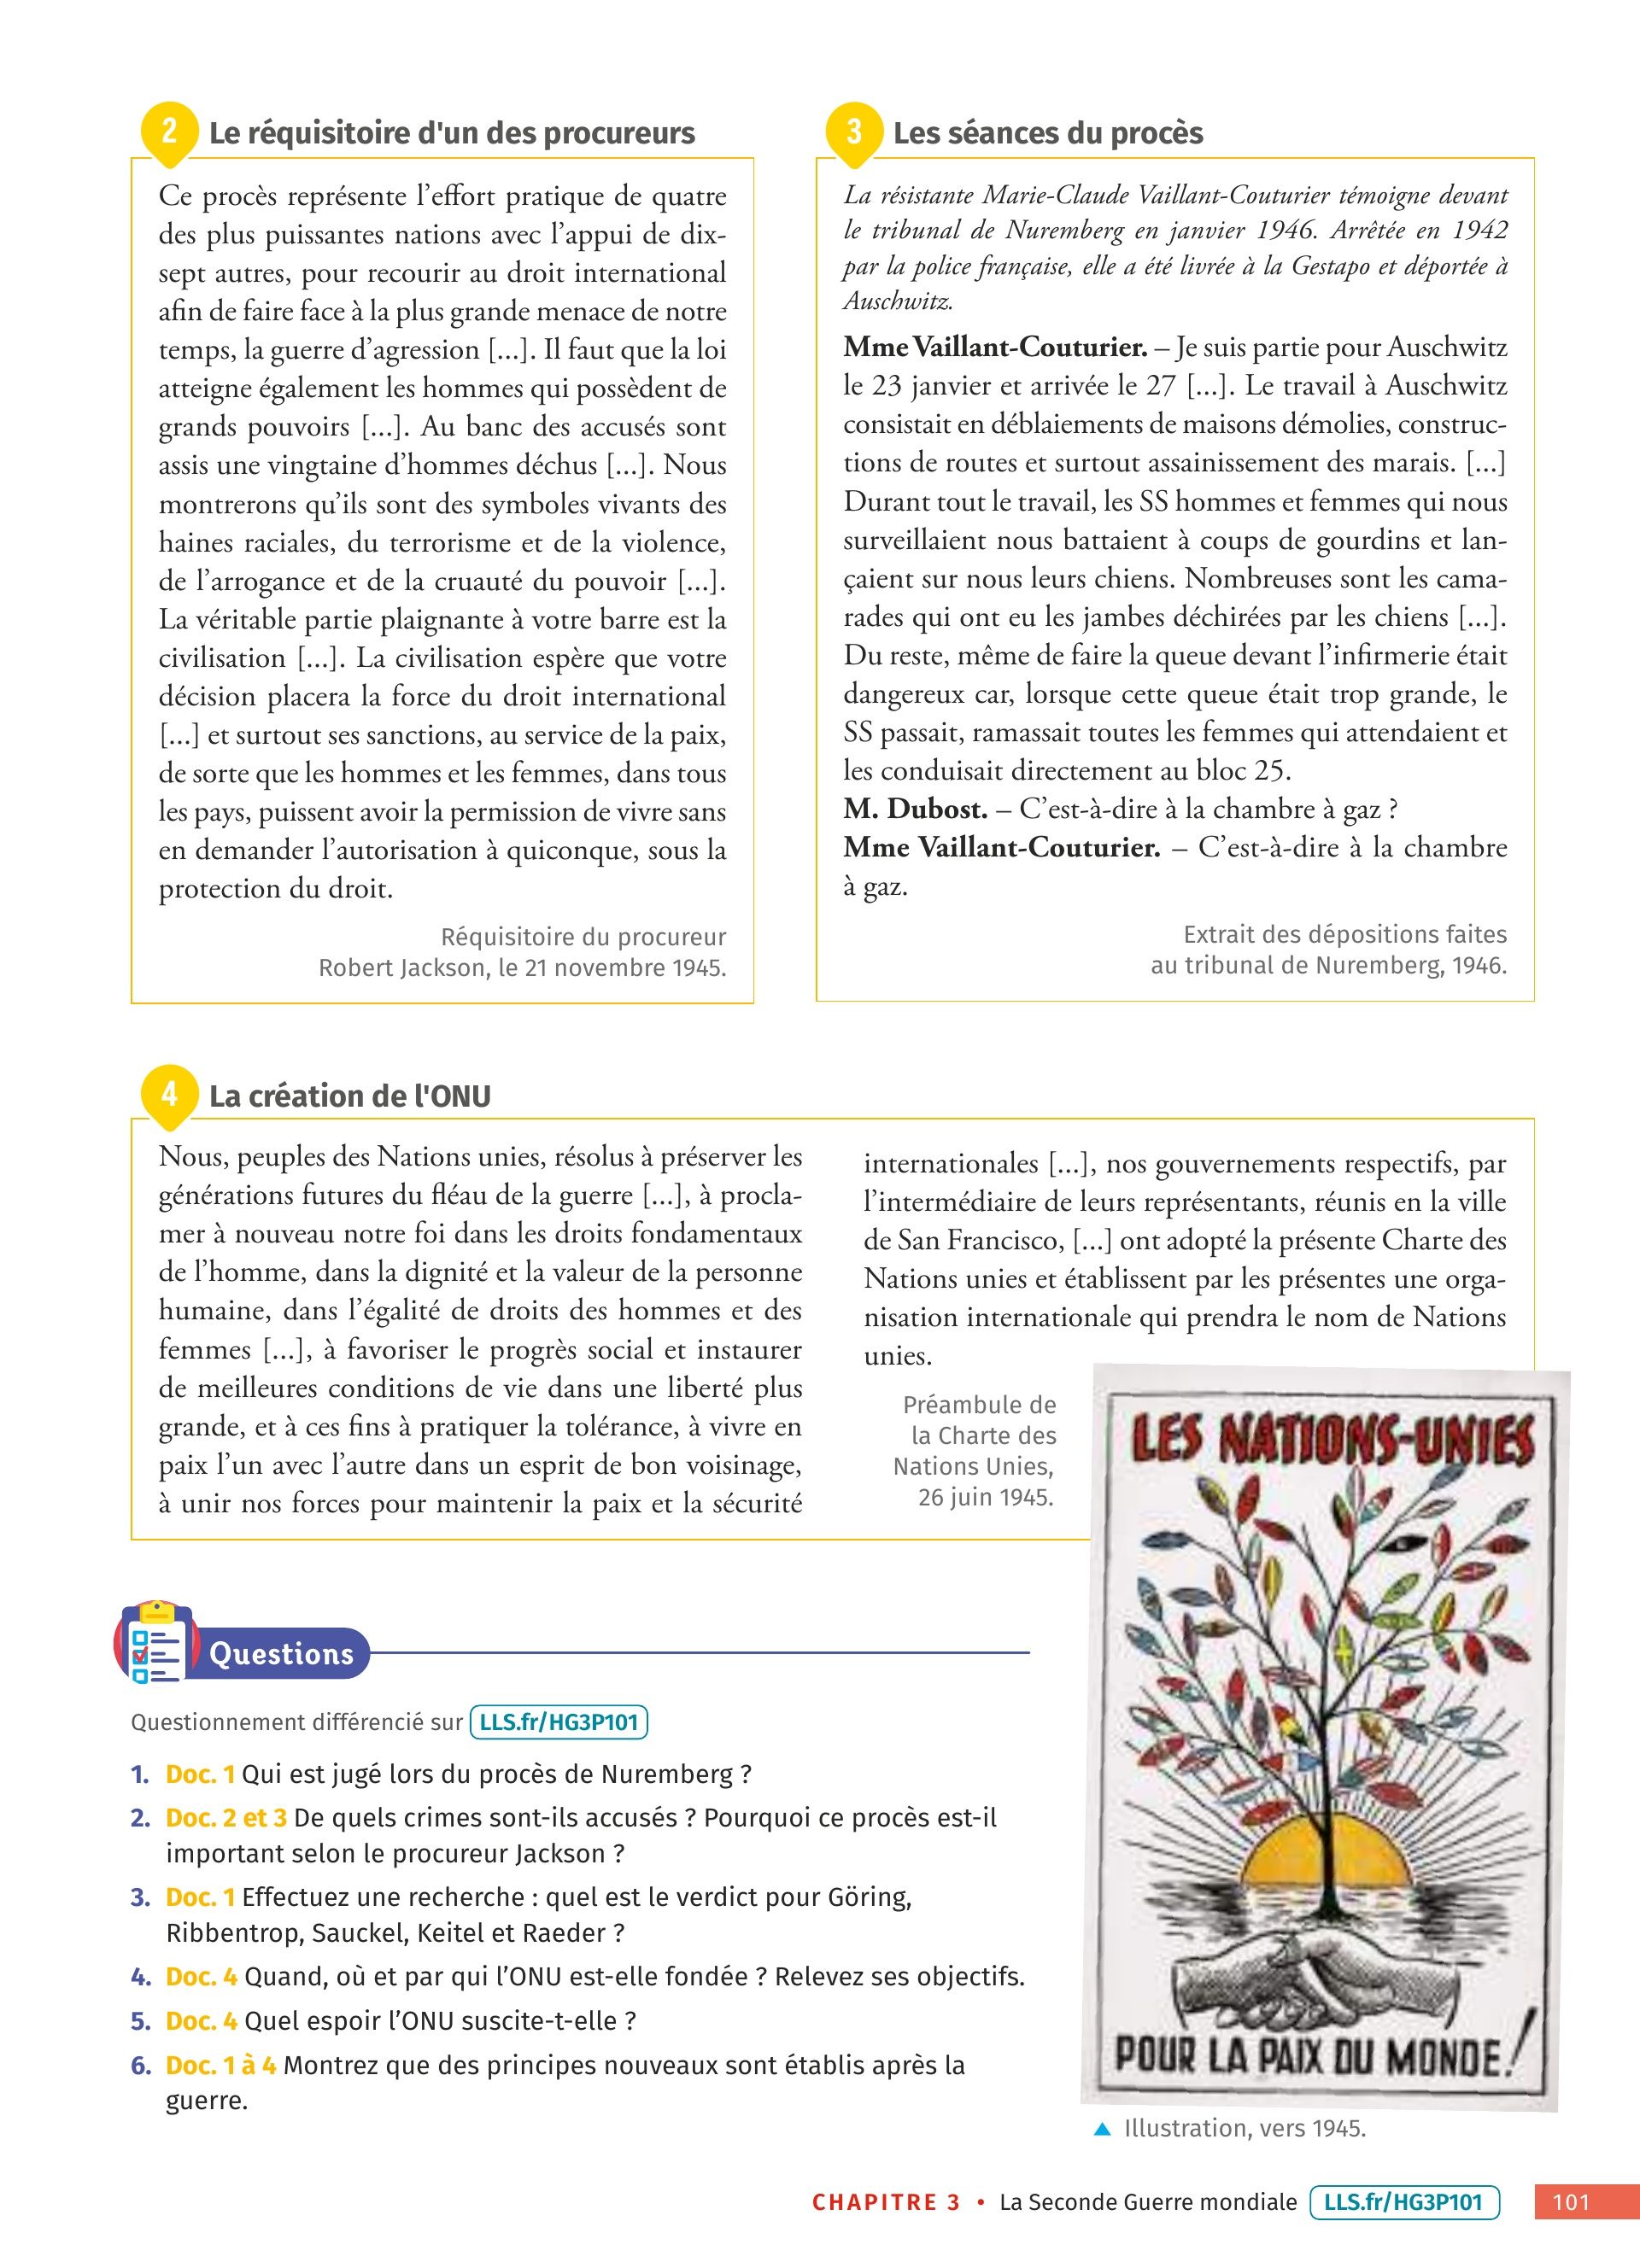 2
Le réquisitoire d'un des procureurs
Ce procès représente l'effort pratique de quatre
des plus puissantes nations avec l'appui de dix-
sept autres, pour recourir au droit international
afin de faire face à la plus grande menace de notre
temps, la guerre d'agression [...]. Il faut que la loi
atteigne également les hommes qui possèdent de
grands pouvoirs [...]. Au banc des accusés sont
assis une vingtaine d'hommes déchus [...]. Nous
montrerons qu'ils sont des symboles vivants des
haines raciales, du terrorisme et de la violence,
de l'arrogance et de la cruauté du pouvoir [...].
La véritable partie plaignante à votre barre est la
civilisation [...]. La civilisation espère que votre
décision placera la force du droit international
[...] et surtout ses sanctions, au service de la paix,
de sorte que les hommes et les femmes, dans tous
les pays, puissent avoir la permission de vivre sans
en demander l'autorisation à quiconque, sous la
protection du droit.
Réquisitoire du procureur
Robert Jackson, le 21 novembre 1945.
3
Les séances du procès
La résistante Marie-Claude Vaillant-Couturier témoigne devant
le tribunal de Nuremberg en janvier 1946. Arrêtée en 1942
par la police française, elle a été livrée à la Gestapo et déportée à
Auschwitz.
Mme Vaillant-Couturier. – Je suis partie pour Auschwitz
le 23 janvier et arrivée le 27 [...]. Le travail à Auschwitz
consistait en déblaiements de maisons démolies, construc-
tions de routes et surtout assainissement des marais. [...]
Durant tout le travail, les SS hommes et femmes qui nous
surveillaient nous battaient à coups de gourdins et lan-
çaient sur nous leurs chiens. Nombreuses sont les cama-
rades qui ont eu les jambes déchirées par les chiens [...].
Du reste, même de faire la queue devant l'infirmerie était
dangereux car, lorsque cette queue était trop grande, le
SS passait, ramassait toutes les femmes qui attendaient et
les conduisait directement au bloc 25.
M. Dubost. – C'est-à-dire à la chambre à gaz ?
Mme Vaillant-Couturier. – C'est-à-dire à la chambre
à gaz.
Extrait des dépositions faites
au tribunal de Nuremberg, 1946.
4
La création de l'ONU
Nous, peuples des Nations unies, résolus à préserver les
générations futures du fléau de la guerre [...], à procla-
mer à nouveau notre foi dans les droits fondamentaux
de l'homme, dans la dignité et la valeur de la personne
humaine, dans l'égalité de droits des hommes et des
femmes [...], à favoriser le progrès social et instaurer
de meilleures conditions de vie dans une liberté plus
grande, et à ces fins à pratiquer la tolérance, à vivre en
paix l'un avec l'autre dans un esprit de bon voisinage,
à unir nos forces pour maintenir la paix et la sécurité
internationales [...], nos gouvernements respectifs, par
l'intermédiaire de leurs représentants, réunis en la ville
de San Francisco, [...] ont adopté la présente Charte des
Nations unies et établissent par les présentes une orga-
nisation internationale qui prendra le nom de Nations
unies.
Préambule de
la Charte des
Nations Unies,
26 juin 1945.
LES NATIONS-UNIES
POUR LA PAIX DU MONDE!
Illustration, vers 1945.
Questions
Questionnement différencié sur LLS.fr/HG3P101
1. Doc. 1 Qui est jugé lors du procès de Nuremberg ?
2. Doc. 2 et 3 De quels crimes sont-ils accusés ? Pourquoi ce procès est-il
important selon le procureur Jackson ?
3. Doc. 1 Effectuez une recherche : quel est le verdict pour Göring,
Ribbentrop, Sauckel, Keitel et Raeder ?
4. Doc. 4 Quand, où et par qui l'ONU est-elle fondée ? Relevez ses objectifs.
5. Doc. 4 Quel espoir l'ONU suscite-t-elle ?
6. Doc. 1 à 4 Montrez que des principes nouveaux sont établis après la
guerre.
CHAPITRE 3 • La Seconde Guerre mondiale LLS.fr/HG3P101 101